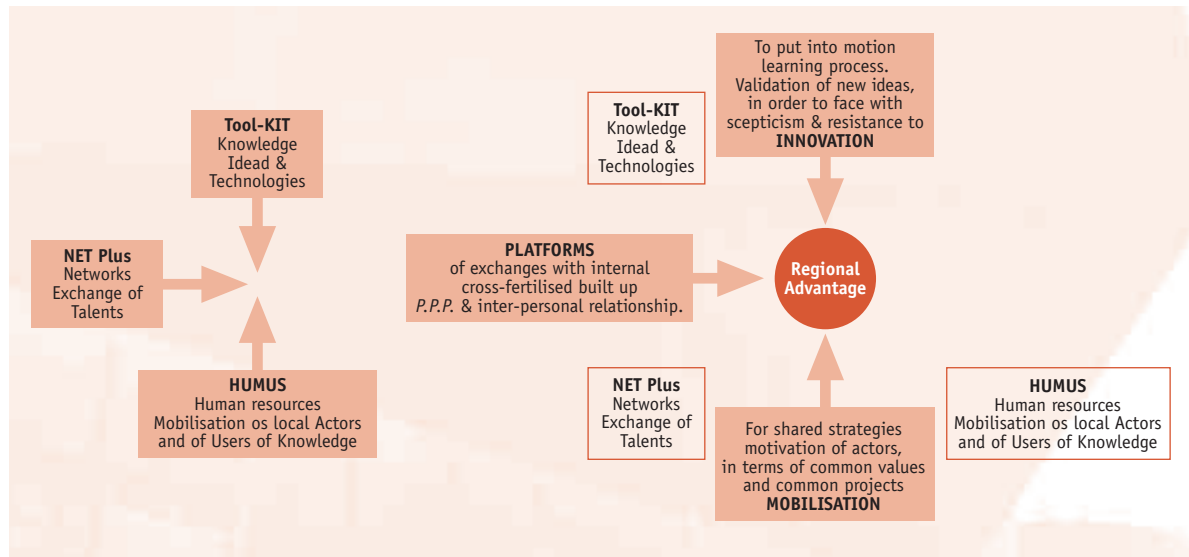 Tool-KIT
Knowledge
Idead &
Technologies
NET Plus
Networks
Exchange of
Talents
HUMUS
Human resources
Mobilisation os local Actors
and of Users of Knowledge
To put into motion
learning process.
Validation of new ideas,
in order to face with
scepticism & resistance to
INNOVATION
Tool-KIT
Knowledge
Idead &
Technologies
PLATFORMS
of exchanges with internal
cross-fertilised built up
P.P.P. & inter-personal relationship.
Regional
Advantage
NET Plus
Networks
Exchange of
Talents
For shared strategies
motivation of actors,
in terms of common values
and common projects
MOBILISATION
HUMUS
Human resources
Mobilisation os local Actors
and of Users of Knowledge